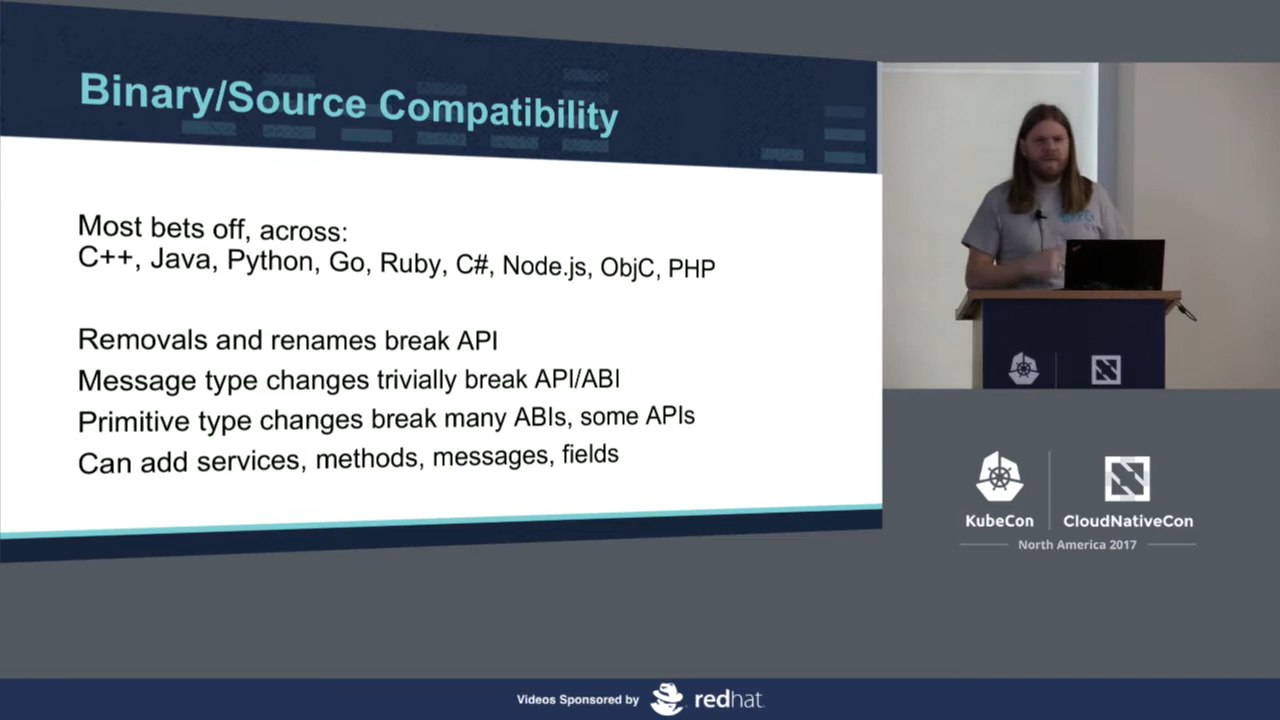 Binary/Source Compatibility
Most bets off, across:
C++, Java, Python, Go, Ruby, C#, Node.js, ObjC, PHP
Removals and renames break API
Message type changes trivially break API/ABI
Primitive type changes break many ABIs, some APIs
Can add services, methods, messages, fields
KubeCon
CloudNativeCon
North America 2017
Videos Sponsored by
redhat